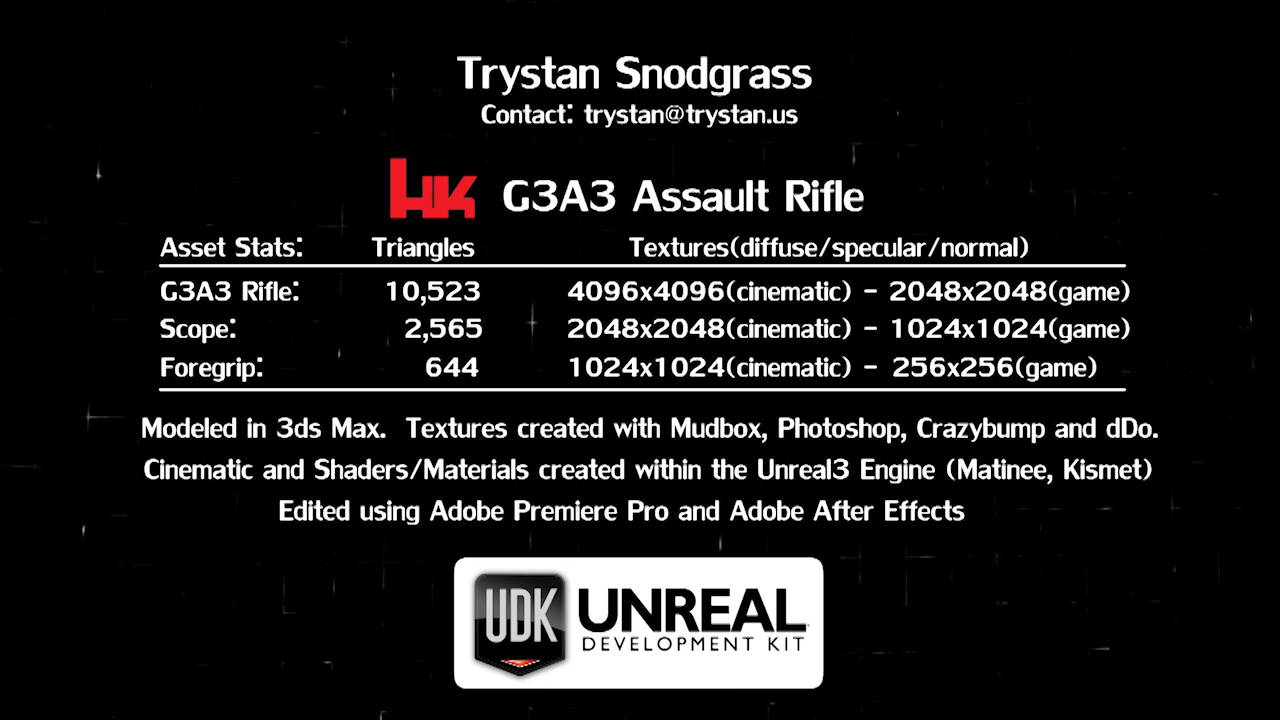 Trystan Snodgrass
Contact: trystan@trystan.us
HK G3A3 Assault Rifle
Asset Stats: Triangles Textures(diffuse/specular/normal)
G3A3 Rifle: 10,523 4096x4096(cinematic) - 2048x2048(game)
Scope: 2,565 2048x2048(cinematic) - 1024x1024(game)
Foregrip: 644 1024x1024(cinematic) - 256x256(game)
Modeled in 3ds Max. Textures created with Mudbox, Photoshop, Crazybump and dDo.
Cinematic and Shaders/Materials created within the Unreal3 Engine (Matinee, Kismet)
Edited using Adobe Premiere Pro and Adobe After Effects
UDK UNREAL
DEVELOPMENT KIT